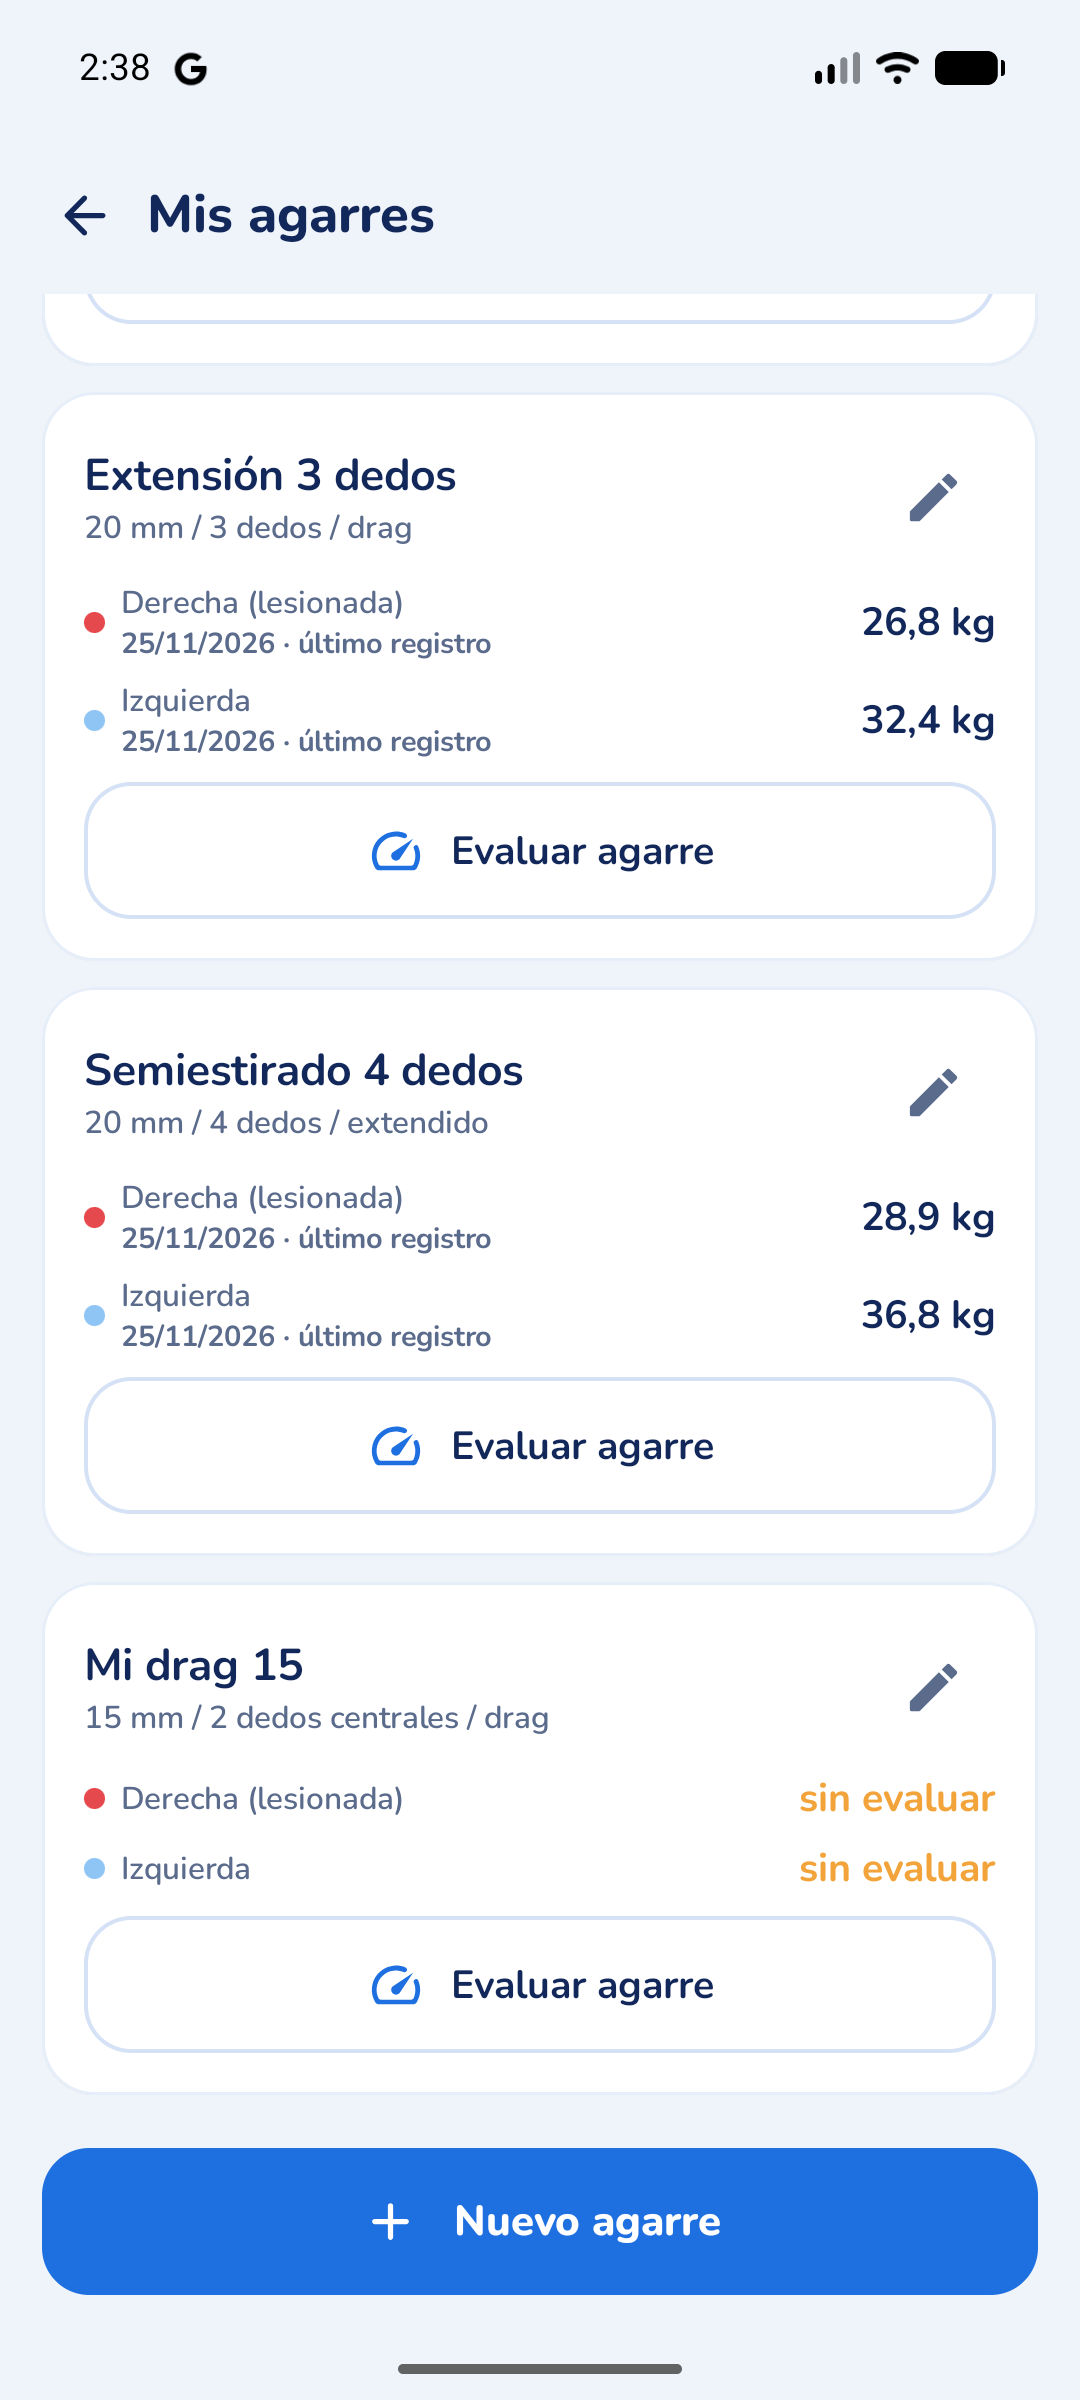 2:38
Mis agarres
Extensión 3 dedos
20 mm / 3 dedos / drag
Derecha (lesionada)
25/11/2026 · último registro
26,8 kg
Izquierda
25/11/2026 · último registro
32,4 kg
Evaluar agarre
Semiestirado 4 dedos
20 mm / 4 dedos / extendido
Derecha (lesionada)
25/11/2026 · último registro
28,9 kg
Izquierda
25/11/2026 · último registro
36,8 kg
Evaluar agarre
Mi drag 15
15 mm / 2 dedos centrales / drag
Derecha (lesionada)
sin evaluar
Izquierda
sin evaluar
Evaluar agarre
Nuevo agarre